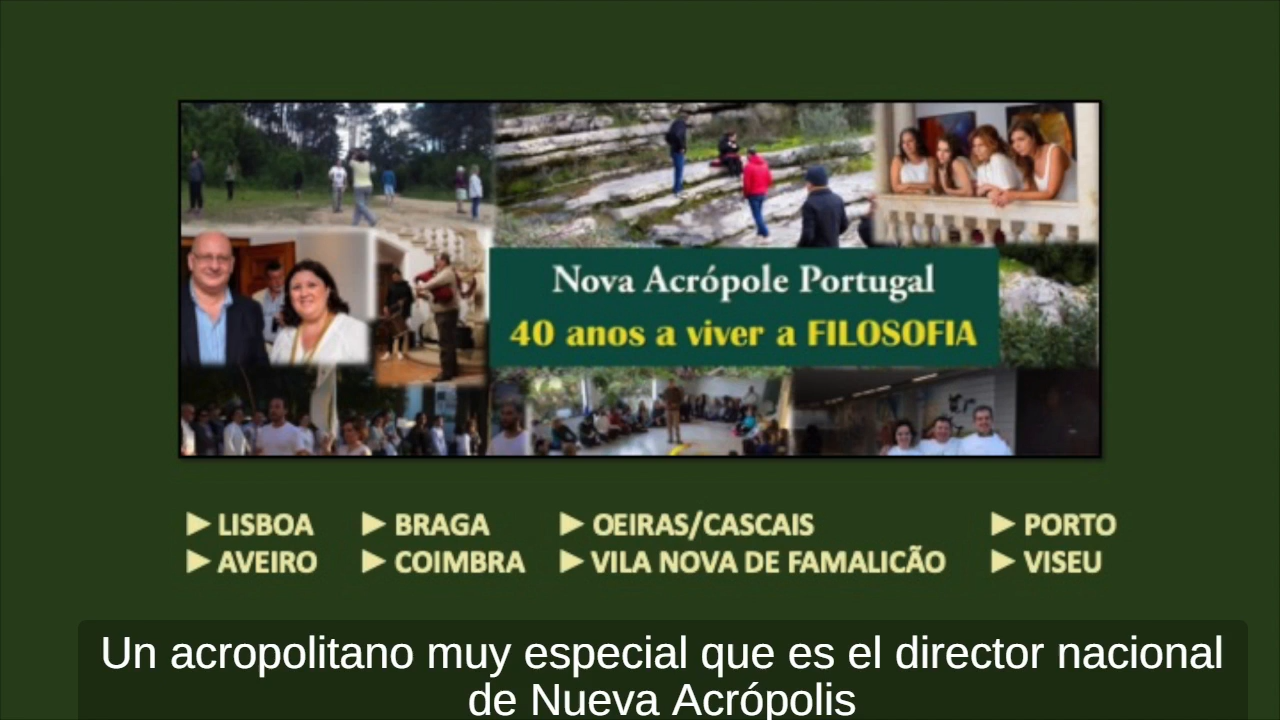 Nova Acrópole Portugal
40 anos a viver a FILOSOFIA
► LISBOA ► BRAGA ► OEIRAS/CASCAIS ► PORTO
► AVEIRO ► COIMBRA ► VILA NOVA DE FAMALICÃO ► VISEU
Un acropolitano muy especial que es el director nacional
de Nueva Acrópolis